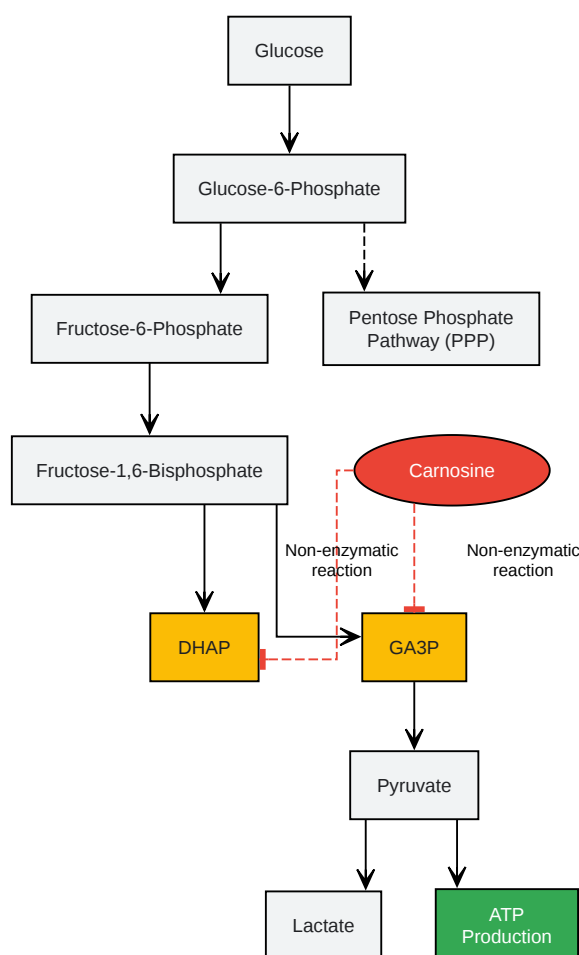 Glucose
Glucose-6-Phosphate
Fructose-6-Phosphate
Pentose Phosphate
Pathway (PPP)
Fructose-1,6-Bisphosphate
Carnosine
Non-enzymatic
reaction
Non-enzymatic
reaction
DHAP
GA3P
Pyruvate
Lactate
ATP
Production